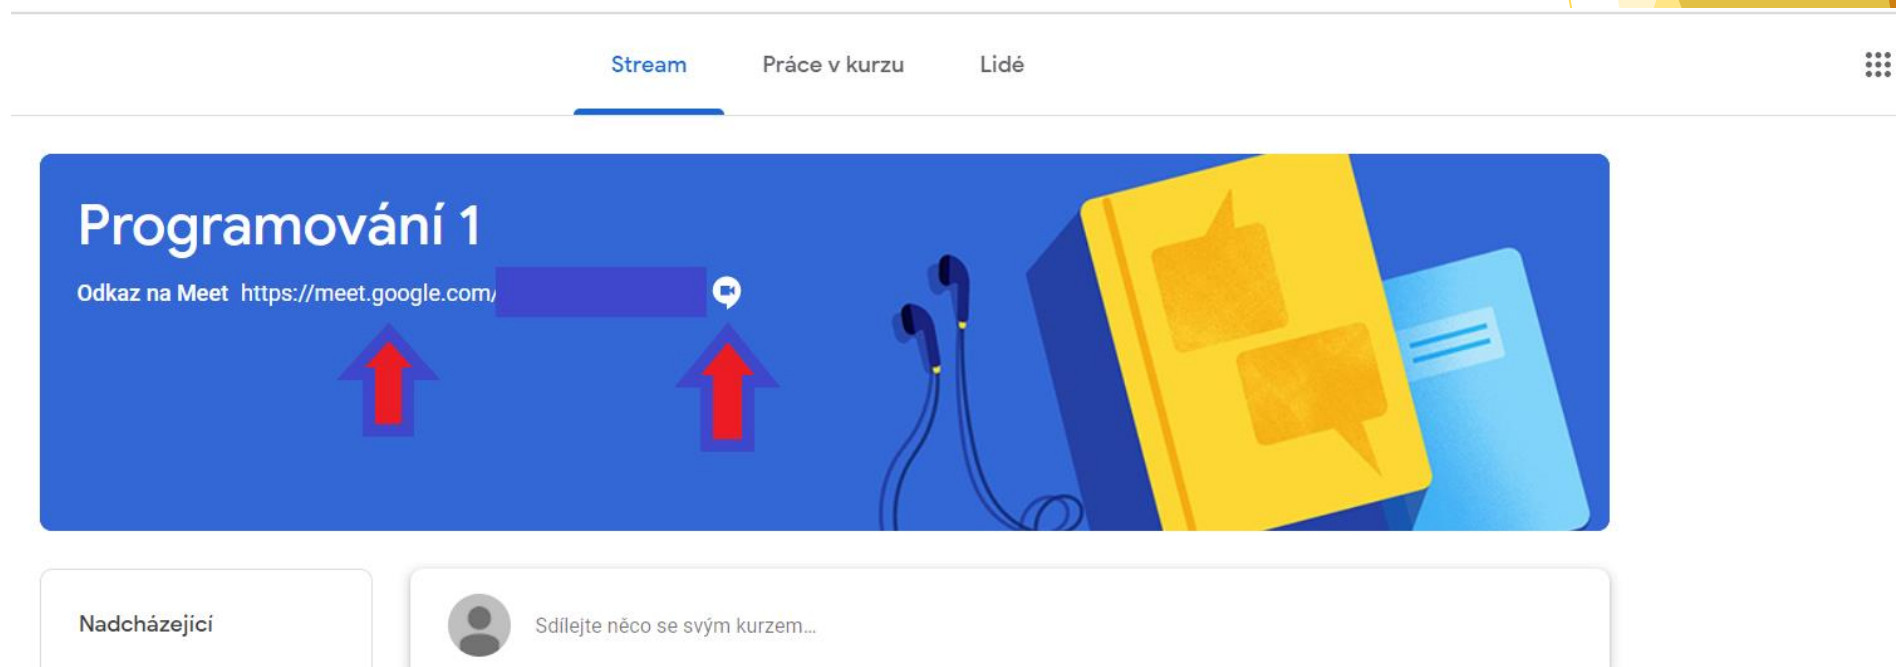 Stream Práce v kurzu Lidé
Programování 1
Odkaz na Meet https://meet.google.com/
Nadcházející
Sdílejte něco se svým kurzem...